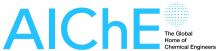 AIChE
The Global
Home of
Chemical Engineers